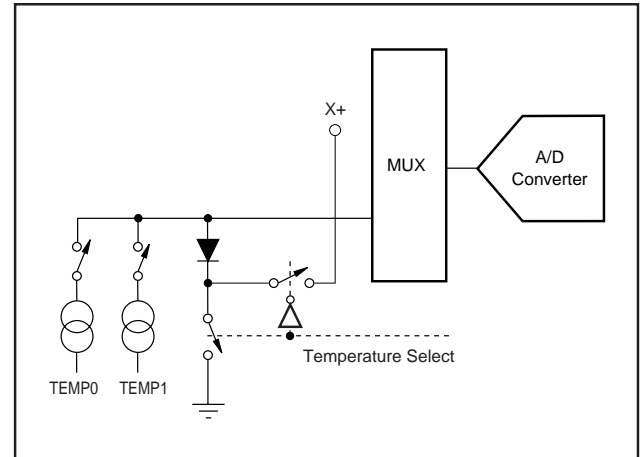 X+
MUX
A/D
Converter
Temperature Select
TEMP0 TEMP1